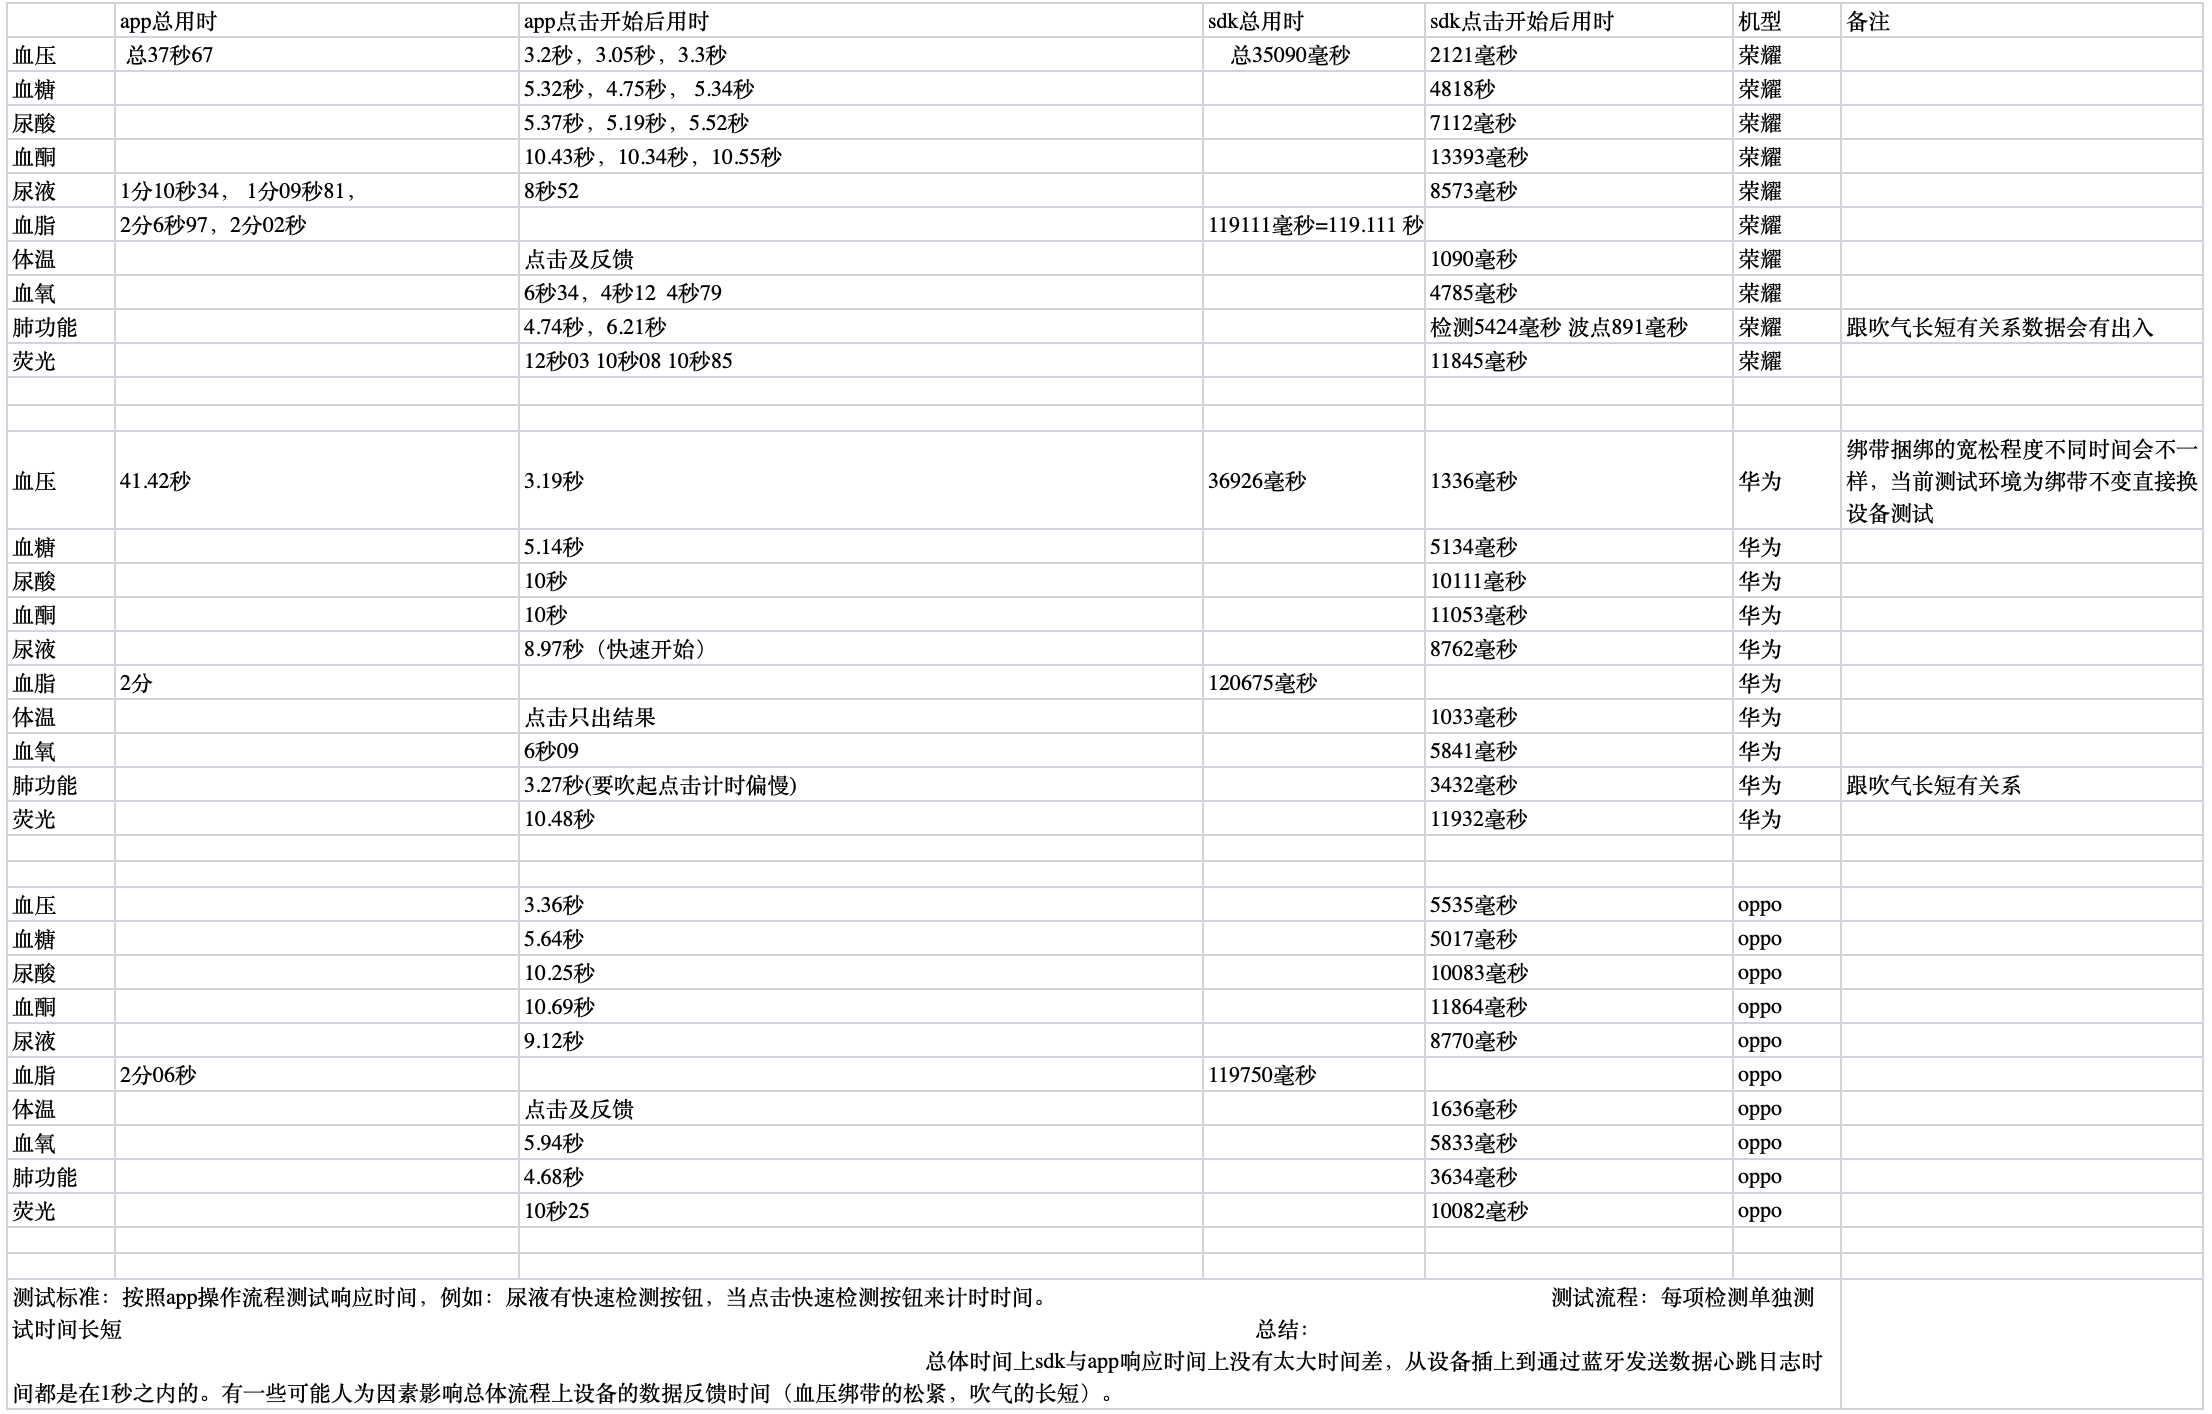 app总用时 app点击开始后用时 sdk总用时 sdk点击开始后用时 机型 备注
血压 总37秒67 3.2秒，3.05秒，3.3秒 总35090毫秒 2121毫秒 荣耀
血糖 5.32秒，4.75秒， 5.34秒 4818秒 荣耀
尿酸 5.37秒，5.19秒，5.52秒 7112毫秒 荣耀
血酮 10.43秒，10.34秒，10.55秒 13393毫秒 荣耀
尿液 1分10秒34， 1分09秒81， 8秒52 8573毫秒 荣耀
血脂 2分6秒97，2分02秒 119111毫秒=119.111 秒 荣耀
体温 点击及反馈 1090毫秒 荣耀
血氧 6秒34，4秒12 4秒79 4785毫秒 荣耀
肺功能 4.74秒，6.21秒 检测5424毫秒 波点891毫秒 荣耀 跟吹气长短有关系数据会有出入
荧光 12秒03 10秒08 10秒85 11845毫秒 荣耀
血压 41.42秒 3.19秒 36926毫秒 1336毫秒 华为 绑带捆绑的宽松程度不同时间会不一
样，当前测试环境为绑带不变直接换
设备测试
血糖 5.14秒 5134毫秒 华为
尿酸 10秒 10111毫秒 华为
血酮 10秒 11053毫秒 华为
尿液 8.97秒（快速开始） 8762毫秒 华为
血脂 2分 120675毫秒 华为
体温 点击只出结果 1033毫秒 华为
血氧 6秒09 5841毫秒 华为
肺功能 3.27秒(要吹起点击计时偏慢) 3432毫秒 华为 跟吹气长短有关系
荧光 10.48秒 11932毫秒 华为
血压 3.36秒 5535毫秒 oppo
血糖 5.64秒 5017毫秒 oppo
尿酸 10.25秒 10083毫秒 oppo
血酮 10.69秒 11864毫秒 oppo
尿液 9.12秒 8770毫秒 oppo
血脂 2分06秒 119750毫秒 oppo
体温 点击及反馈 1636毫秒 oppo
血氧 5.94秒 5833毫秒 oppo
肺功能 4.68秒 3634毫秒 oppo
荧光 10秒25 10082毫秒 oppo
测试标准：按照app操作流程测试响应时间，例如：尿液有快速检测按钮，当点击快速检测按钮来计时时间。 测试流程：每项检测单独测
试时间长短 总结：
总体时间上sdk与app响应时间上没有太大时间差，从设备插上到通过蓝牙发送数据心跳日志时
间都是在1秒之内的。有一些可能人为因素影响总体流程上设备的数据反馈时间（血压绑带的松紧，吹气的长短）。